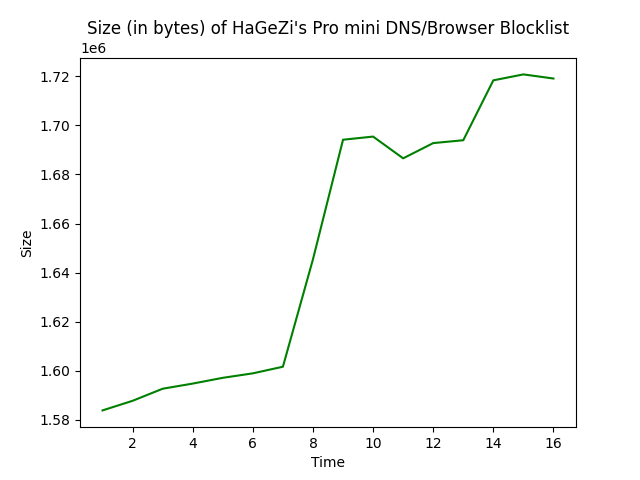 Size (in bytes) of HaGeZi's Pro mini DNS/Browser Blocklist
1e6
1.72
1.70
1.68
1.66
1.64
1.62
1.60
1.58
Size
2 4 6 8 10 12 14 16
Time